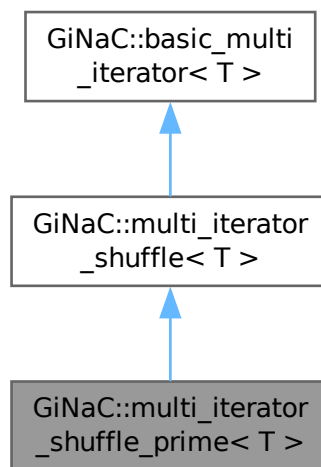 GiNaC::basic_multi
_iterator< T >
GiNaC::multi_iterator
_shuffle< T >
GiNaC::multi_iterator
_shuffle_prime< T >